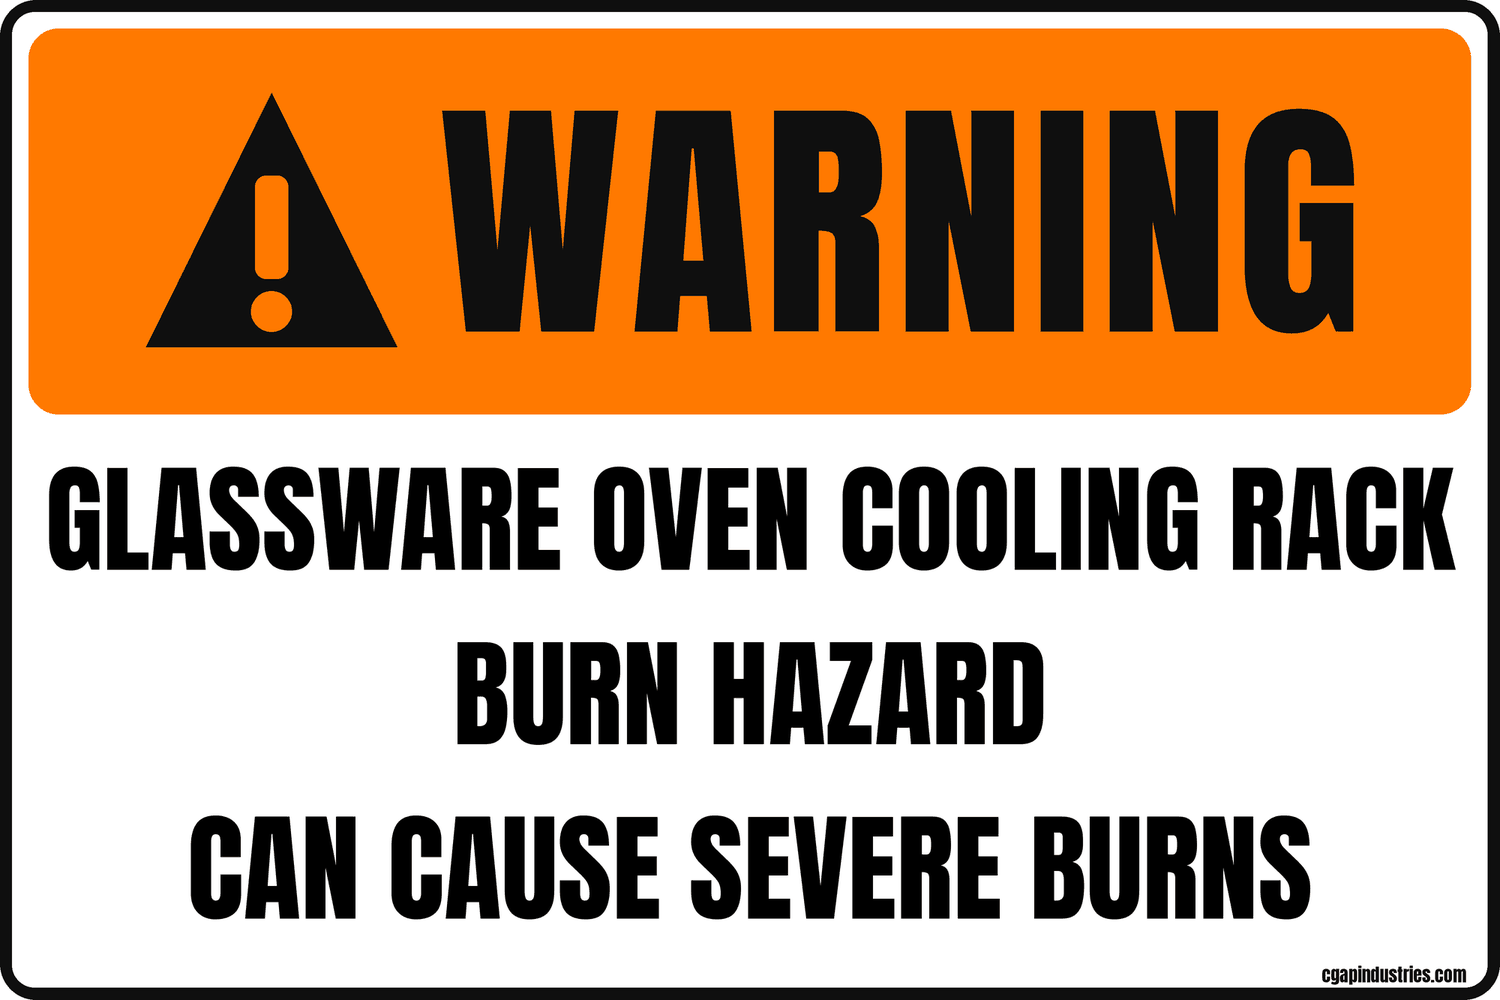 WARNING
GLASSWARE OVEN COOLING RACK
BURN HAZARD
CAN CAUSE SEVERE BURNS
cgapindustries.com